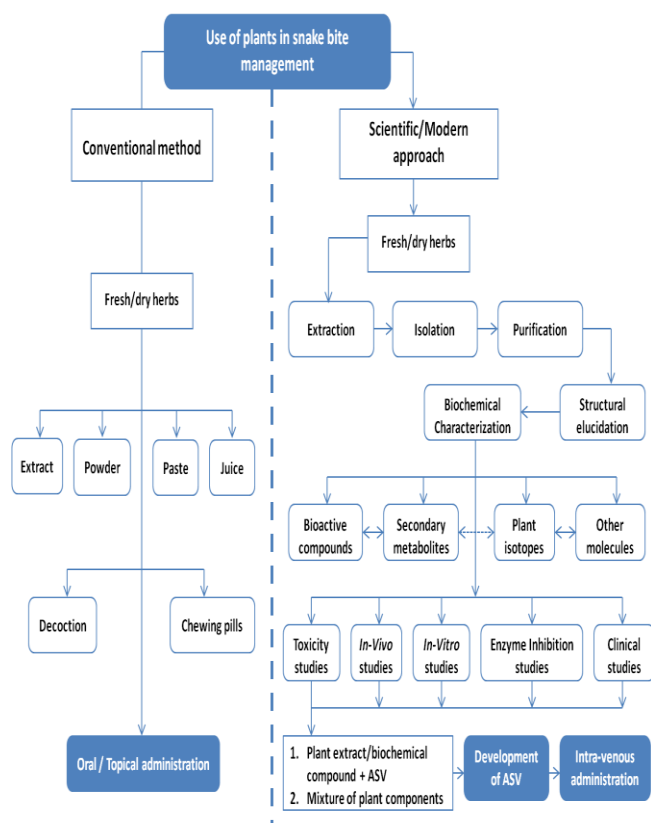 Use of plants in snake bite
management
Conventional method
Fresh/dry herbs
Extract
Powder
Paste
Juice
Decoction
Chewing pills
Oral / Topical administration
Scientific/Modern
approach
Fresh/dry herbs
Extraction
Isolation
Purification
Structural
elucidation
Biochemical
Characterization
Bioactive
compounds
Secondary
metabolites
Plant
isotopes
Other
molecules
Toxicity
studies
In-Vivo
studies
In-Vitro
studies
Enzyme Inhibition
studies
Clinical
studies
1. Plant extract/biochemical
compound + ASV
2. Mixture of plant components
Development
of ASV
Intra-venous
administration